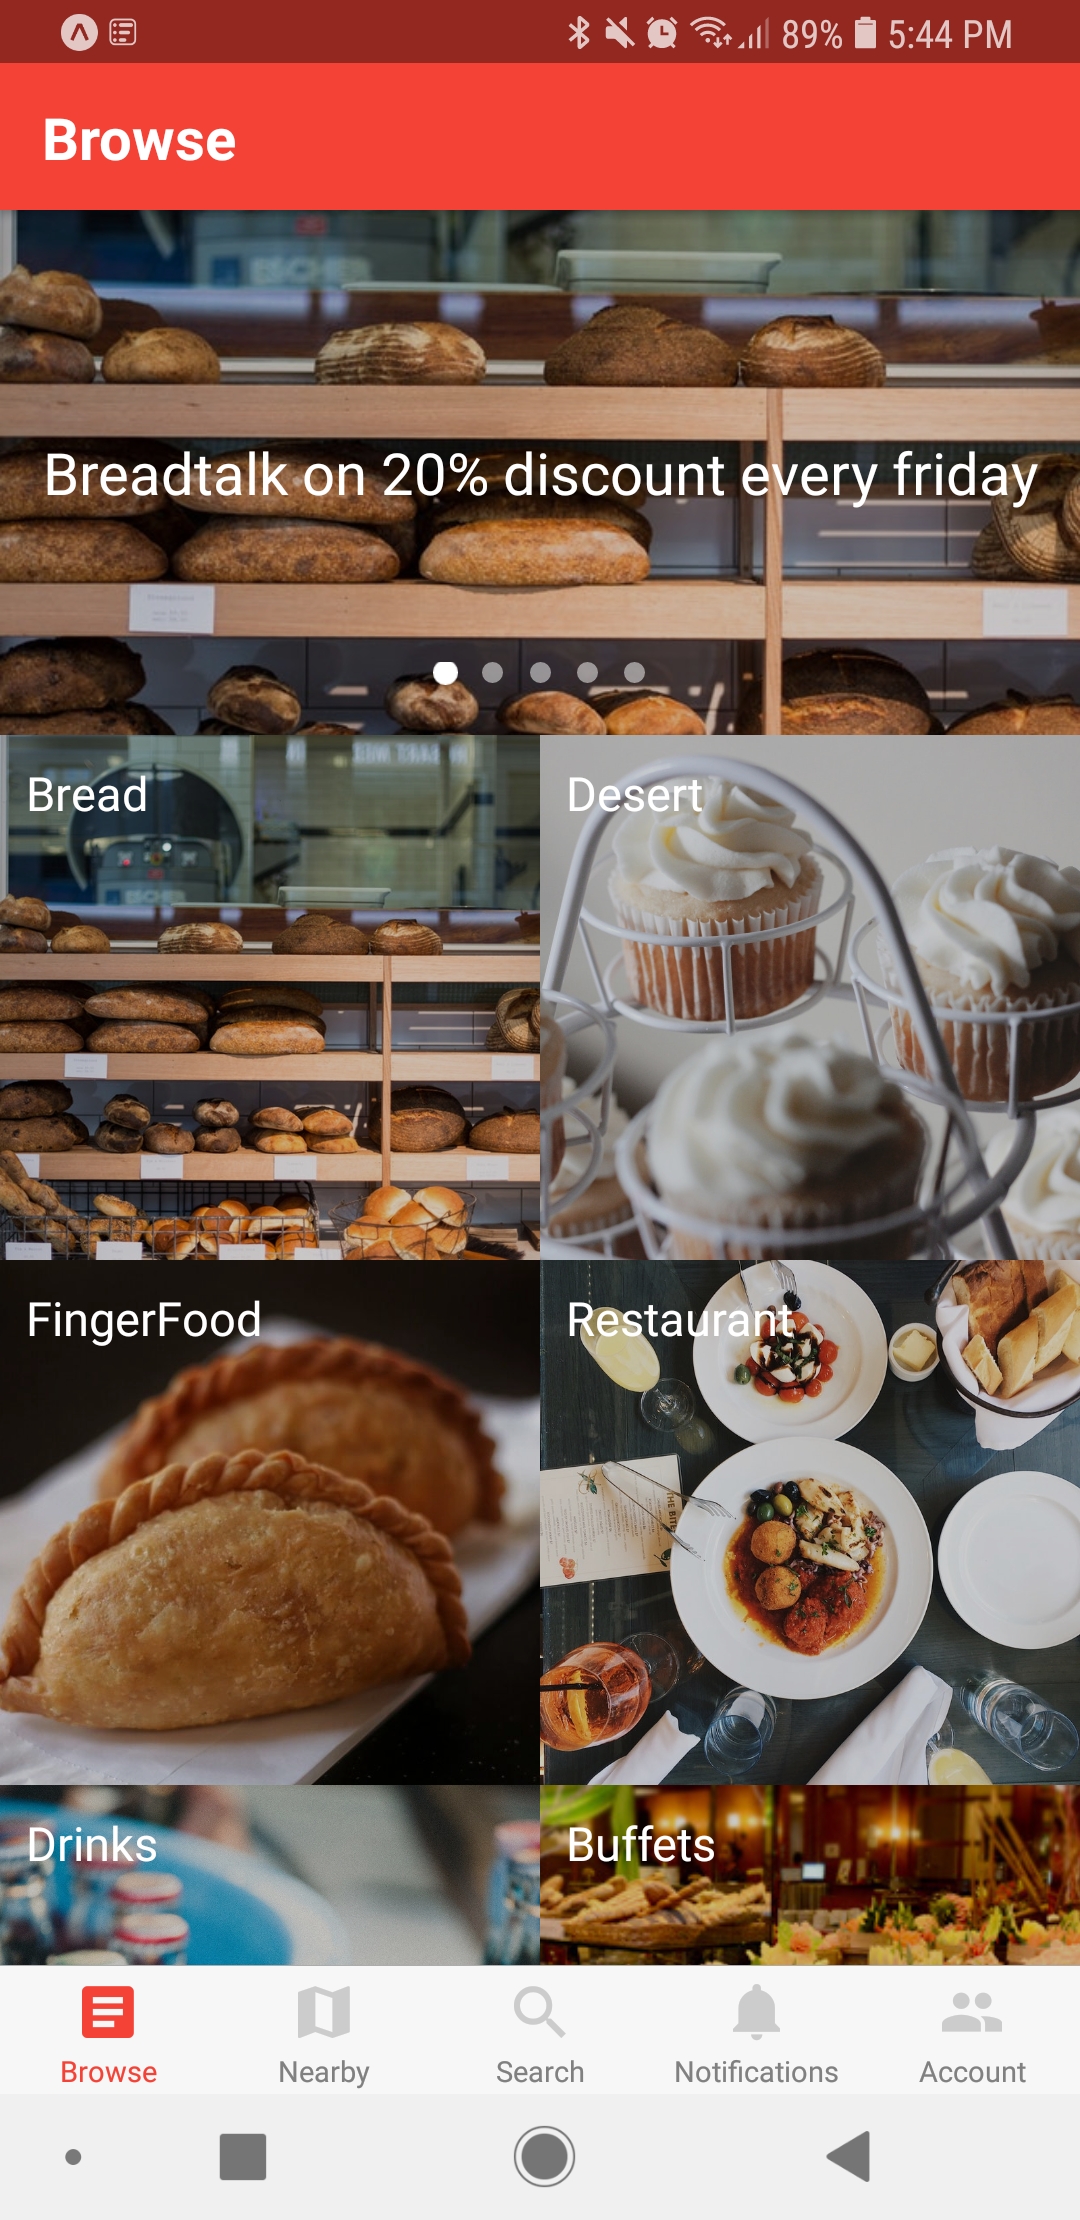 89% 5:44 PM
Browse
Breadtalk on 20% discount every friday
Bread
Desert
FingerFood
Restaurant
Drinks
Buffets
Browse
Nearby
Search
Notifications
Account